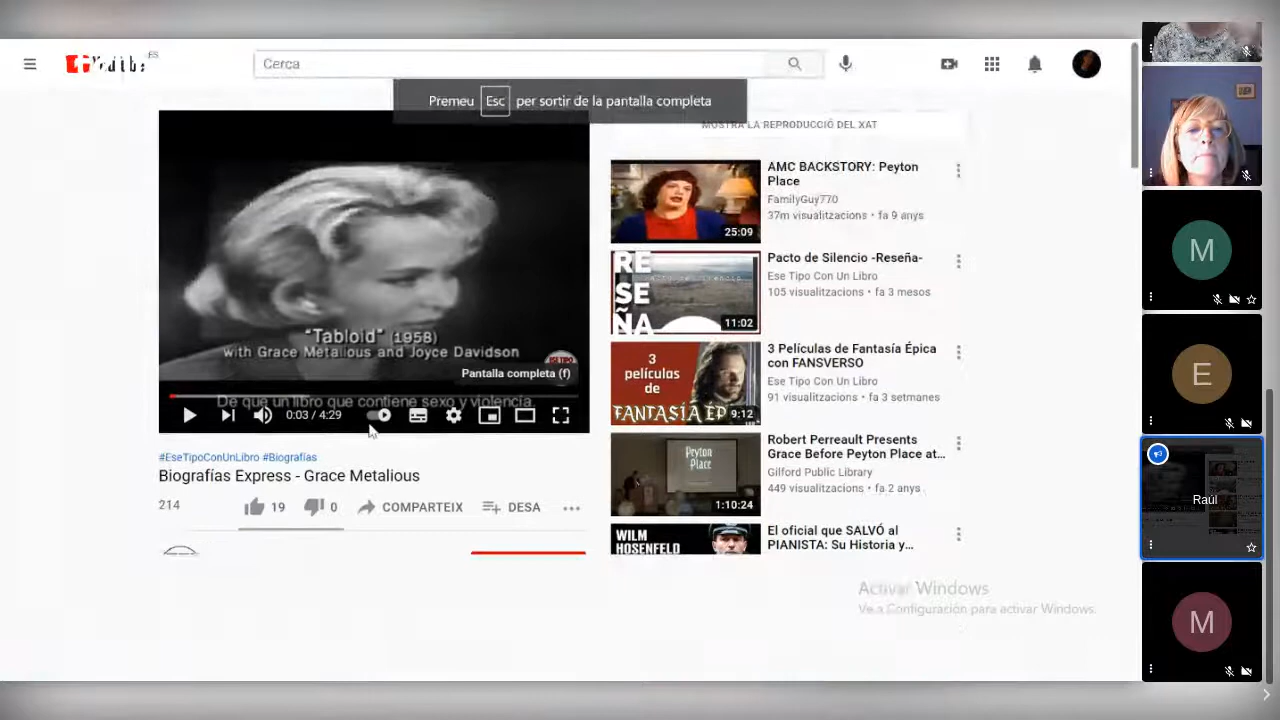 ES
Cerca
Premeu Esc per sortir de la pantalla completa
MOSTRA LA REPRODUCCIÓ DEL XAT
"Tabloid" (1958)
with Grace Metalious and Joyce Davidson
ESE TIPO
Pantalla completa (f)
De que un libro que contiene sexo y violencia.
0:03 / 4:29
#EseTipoConUnLibro #Biografías
Biografías Express - Grace Metalious
214
19
0
COMPARTEIX
DESA
25:09
AMC BACKSTORY: Peyton
Place
FamilyGuy770
37m visualitzacions • fa 9 anys
RE
SE
ÑA
11:02
Pacto de Silencio -Reseña-
Ese Tipo Con Un Libro
105 visualitzacions • fa 3 mesos
3
películas
de
FANTASÍA ÉP
9:12
3 Películas de Fantasía Épica
con FANSVERSO
Ese Tipo Con Un Libro
91 visualitzacions • fa 3 setmanes
Peyton
Place
1:10:24
Robert Perreault Presents
Grace Before Peyton Place at...
Gilford Public Library
449 visualitzacions • fa 2 anys
WILM
HOSENFELD
El oficial que SALVÓ al
PIANISTA: Su Historia y...
Activar Windows
Ve a Configuración para activar Windows.
M
E
Raúl
M